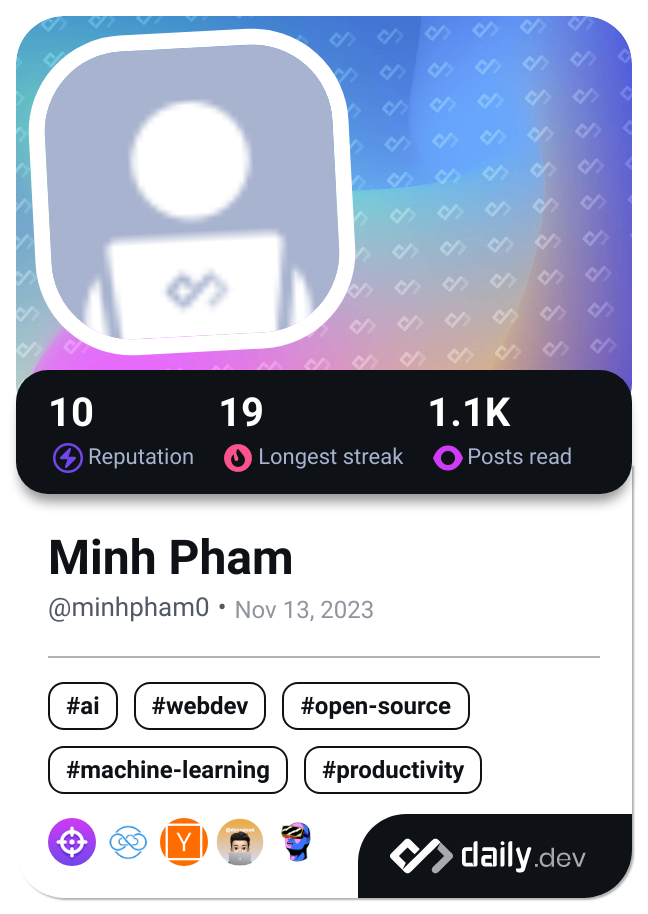 10 19 1.1K
Reputation Longest streak Posts read
Minh Pham
@minhpham0 • Nov 13, 2023
#ai #webdev #open-source
#machine-learning #productivity
Y
daily.dev